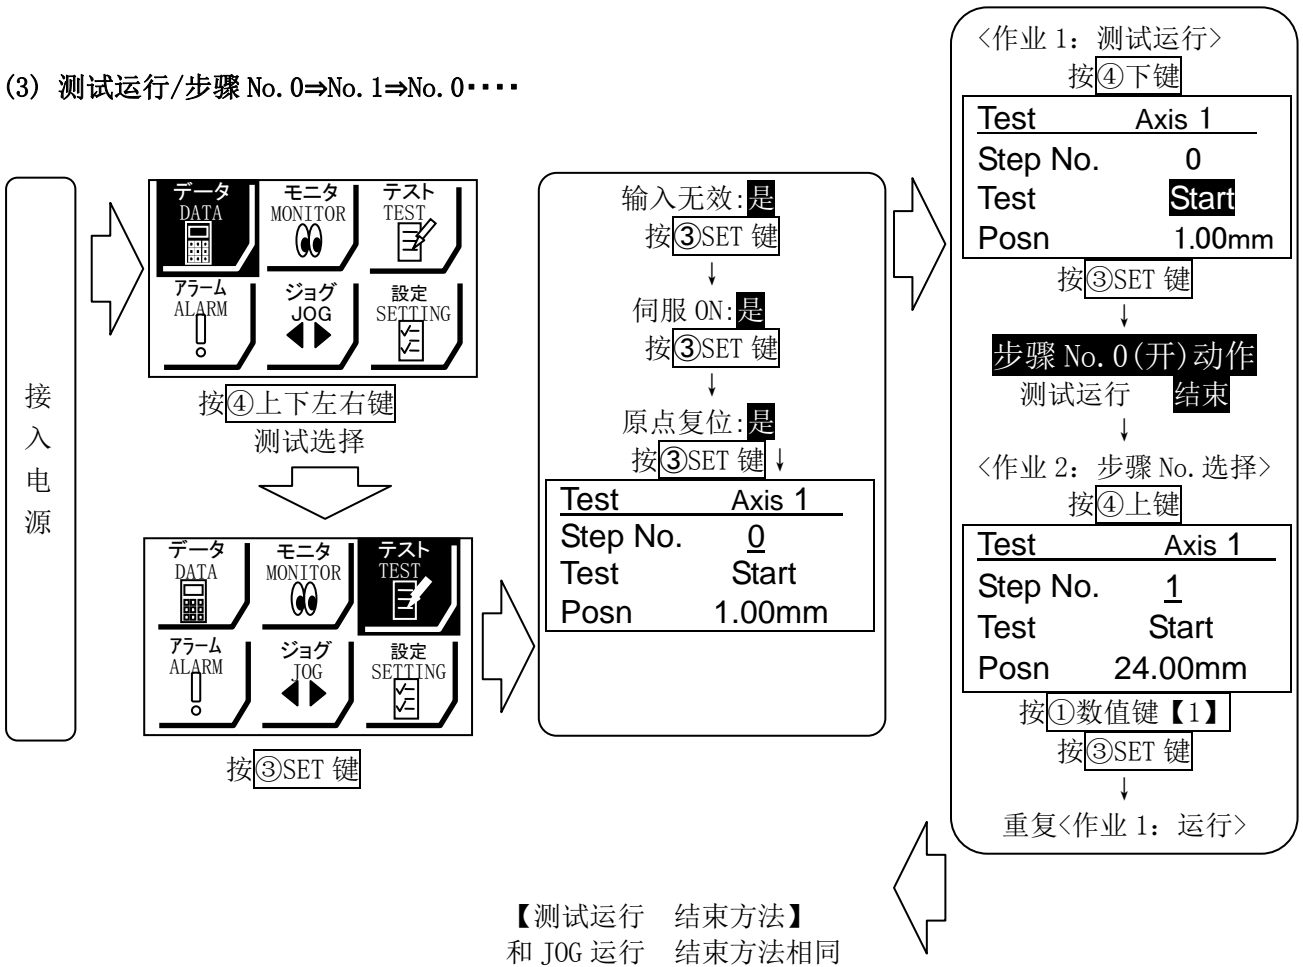 (3) 测试运行/步骤 No.0⇒No.1⇒No.0····
接
入
电
源
データ モニタ テスト
DATA MONITOR TEST
アラーム ジョグ 設定
ALARM JOG SETTING
按④上下左右键
测试选择
データ モニタ テスト
DATA MONITOR TEST
アラーム ジョグ 設定
ALARM JOG SETTING
按③SET 键
输入无效:是
按③SET 键
↓
伺服 ON:是
按③SET 键
↓
原点复位:是
按③SET 键↓
Test Axis 1
Step No. 0
Test Start
Posn 1.00mm
<作业 1: 测试运行>
按④下键
Test Axis 1
Step No. 0
Test Start
Posn 1.00mm
按③SET 键
↓
步骤 No.0(开)动作
测试运行 结束
↓
<作业 2: 步骤 No.选择>
按④上键
Test Axis 1
Step No. 1
Test Start
Posn 24.00mm
按①数值键【1】
按③SET 键
↓
重复<作业 1: 运行>
【测试运行 结束方法】
和 JOG 运行 结束方法相同